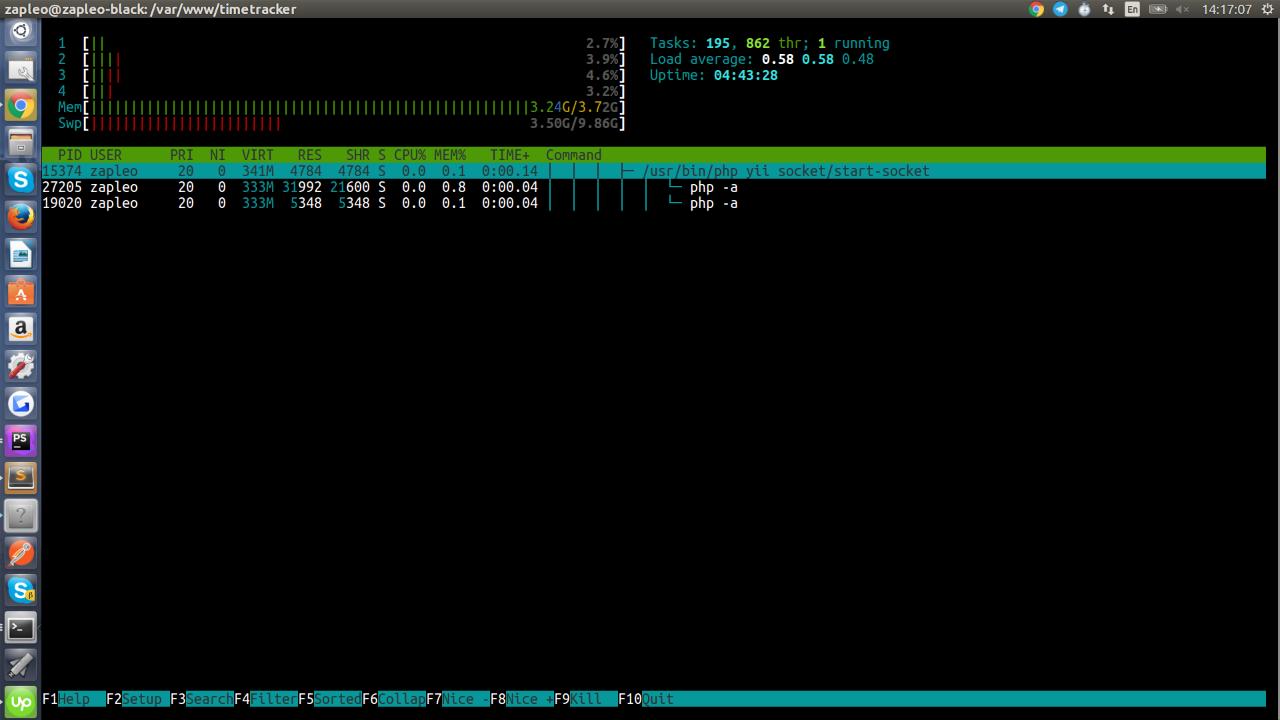 zapleo@zapleo-black: /var/www/timetracker
En
14:17:07
1 [|| 2.7%] Tasks: 195, 862 thr; 1 running
2 [|||| 3.9%] Load average: 0.58 0.58 0.48
3 [|||| 4.6%] Uptime: 04:43:28
4 [||| 3.2%]
Mem[|||||||||||||||||||||||||||||||||||||||||||||||||||||||3.24G/3.72G]
Swp[|||||||||||||||||||||||| 3.50G/9.86G]
PID USER PRI NI VIRT RES SHR S CPU% MEM% TIME+ Command
15374 zapleo 20 0 341M 4784 4784 S 0.0 0.1 0:00.14 │ │ │ ├─ /usr/bin/php yii socket/start-socket
27205 zapleo 20 0 333M 31992 21600 S 0.0 0.8 0:00.04 │ │ │ │ │ └─ php -a
19020 zapleo 20 0 333M 5348 5348 S 0.0 0.1 0:00.04 │ │ │ │ │ └─ php -a
a
PS
S
?
S β
>_
Up
F1Help F2Setup F3SearchF4FilterF5SortedF6CollapF7Nice -F8Nice +F9Kill F10Quit